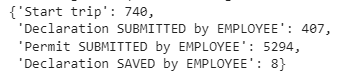 {'Start trip': 740,
'Declaration SUBMITTED by EMPLOYEE': 407,
'Permit SUBMITTED by EMPLOYEE': 5294,
'Declaration SAVED by EMPLOYEE': 8}